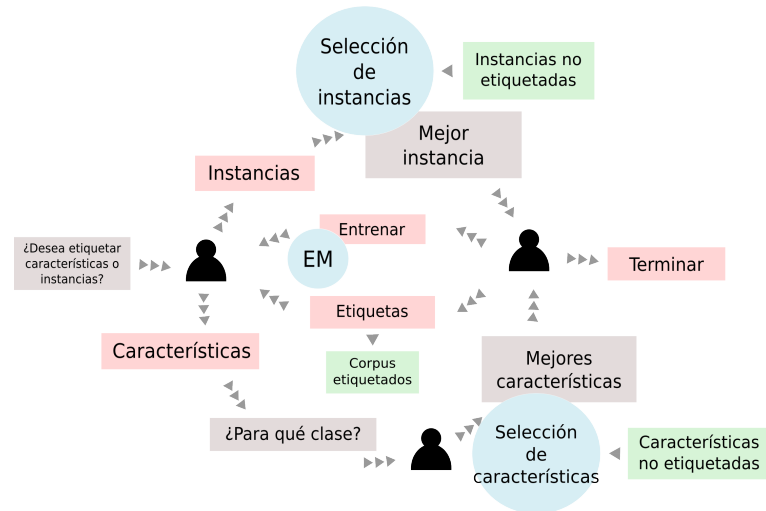 Selección
de
instancias
Instancias no
etiquetadas
Mejor
instancia
Instancias
Entrenar
EM
¿Desea etiquetar
características o
instancias?
Terminar
Etiquetas
Características
Corpus
etiquetados
Mejores
características
¿Para qué clase?
Selección
de
características
Características
no etiquetadas